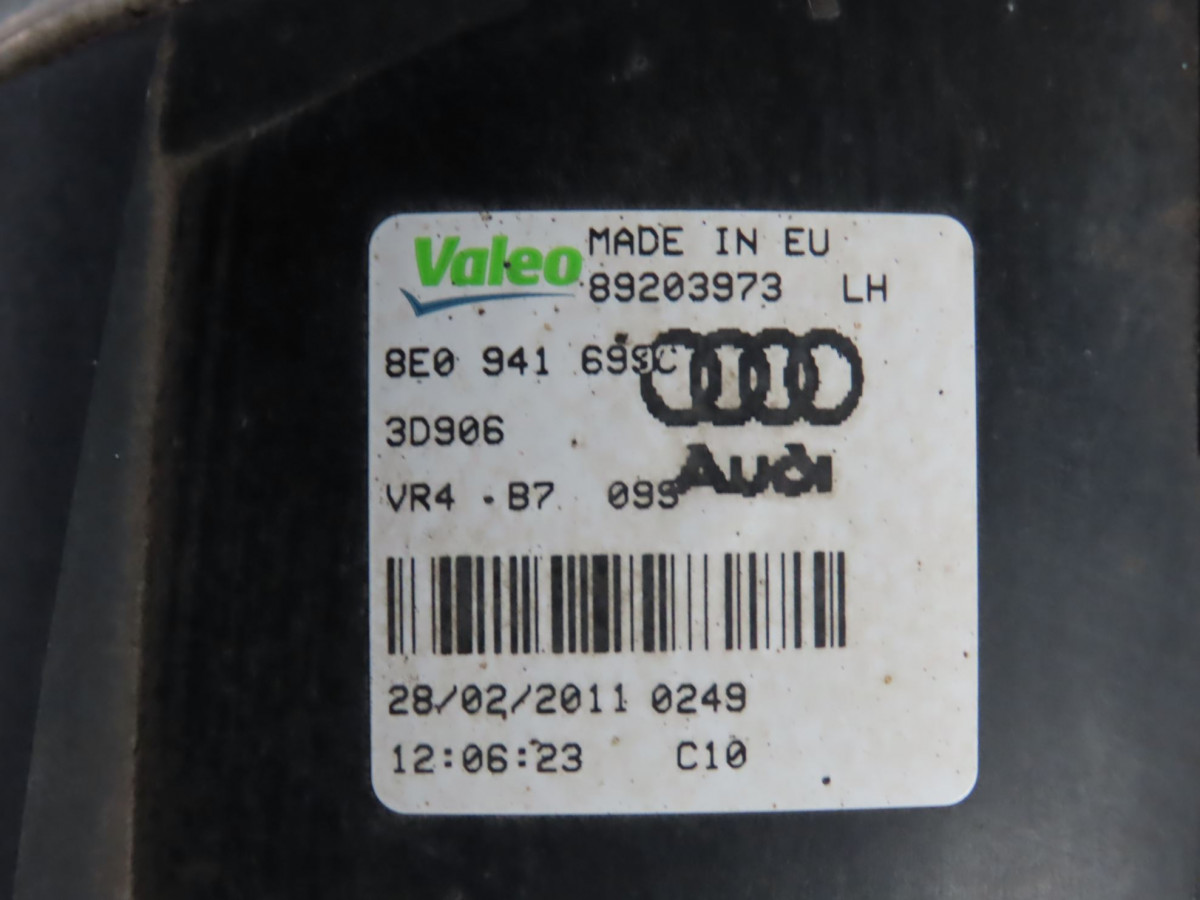 Valeo MADE IN EU
89203973 LH
8E0 941 699C
3D906
Audi
VR4 - B7 099
28/02/2011 0249
12:06:23 C10